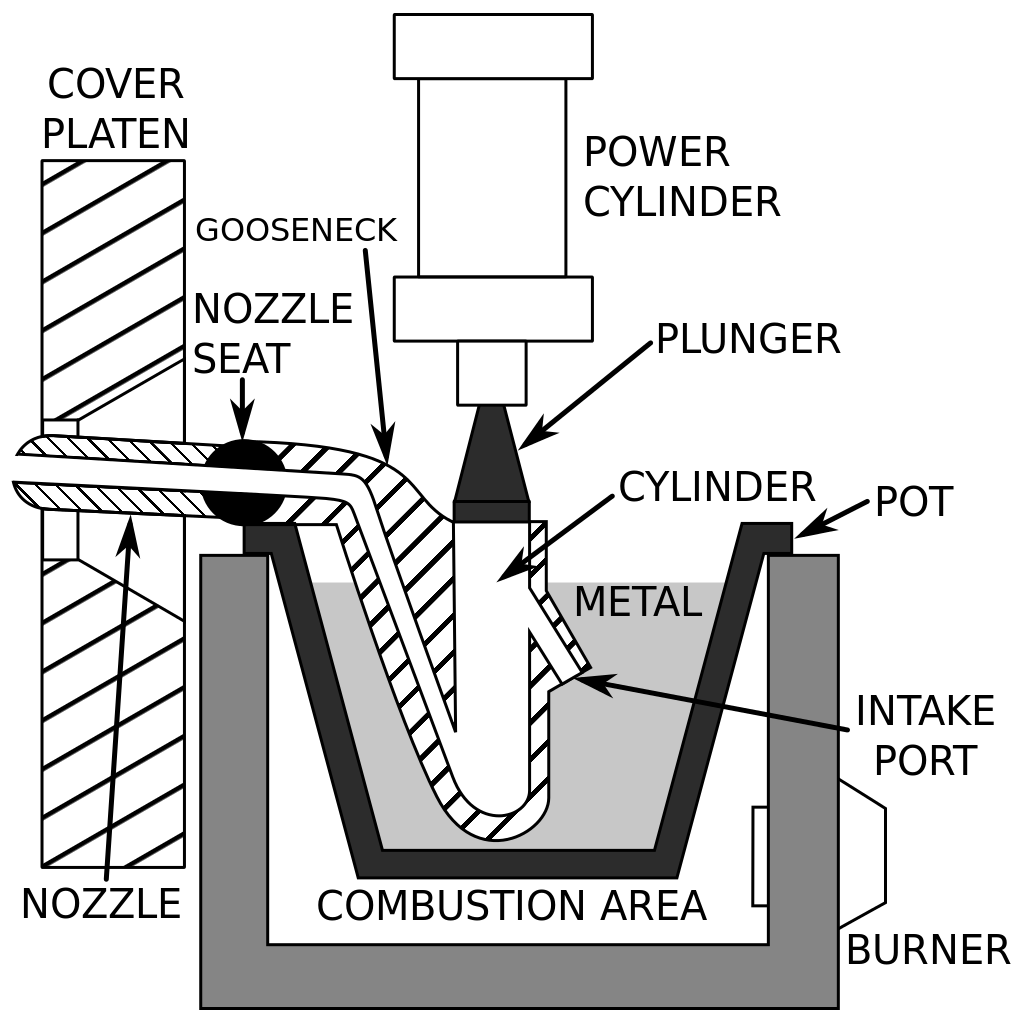 COVER
PLATEN
POWER
CYLINDER
GOOSENECK
NOZZLE
SEAT
PLUNGER
CYLINDER
POT
METAL
INTAKE
PORT
NOZZLE
COMBUSTION AREA
BURNER